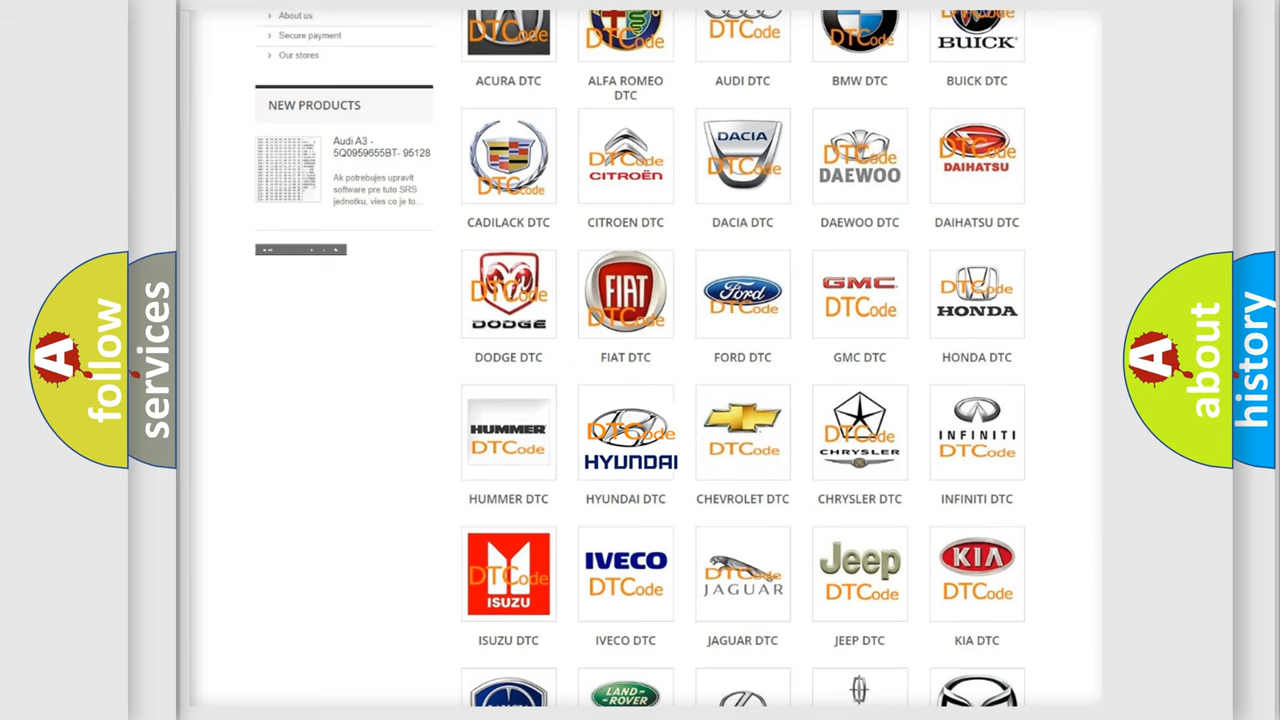 About us
Secure payment
Our stores
NEW PRODUCTS
Audi A3 -
5Q0959655BT- 95128
Ak potrebujes upravit
software pre tuto SRS
jednotku, vies co je to...
DTCode
DTCode
DTCode
DTCode
BUICK
ACURA DTC
ALFA ROMEO
DTC
AUDI DTC
BMW DTC
BUICK DTC
DTCode
DTCode
CITROËN
DACIA
DTCode
DTCode
DAEWOO
DTCode
DAIHATSU
CADILACK DTC
CITROEN DTC
DACIA DTC
DAEWOO DTC
DAIHATSU DTC
DTCode
DODGE
FIAT
DTCode
Ford
DTCode
GMC
DTCode
DTCode
HONDA
DODGE DTC
FIAT DTC
FORD DTC
GMC DTC
HONDA DTC
HUMMER
DTCode
DTCode
HYUNDAI
DTCode
DTCode
CHRYSLER
INFINITI
DTCode
HUMMER DTC
HYUNDAI DTC
CHEVROLET DTC
CHRYSLER DTC
INFINITI DTC
DTCode
ISUZU
IVECO
DTCode
DTCode
JAGUAR
Jeep
DTCode
KIA
DTCode
ISUZU DTC
IVECO DTC
JAGUAR DTC
JEEP DTC
KIA DTC
LAND-
ROVER
A
follow
services
A
about
history